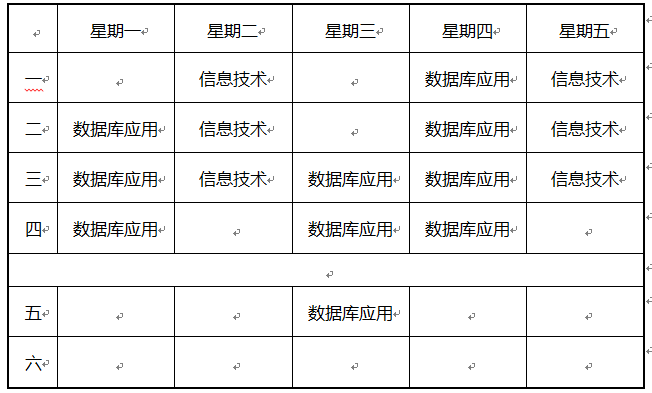 星期一 星期二 星期三 星期四 星期五
一 信息技术 数据库应用 信息技术
二 数据库应用 信息技术 数据库应用 信息技术
三 数据库应用 信息技术 数据库应用 数据库应用 信息技术
四 数据库应用 数据库应用 数据库应用
五 数据库应用
六